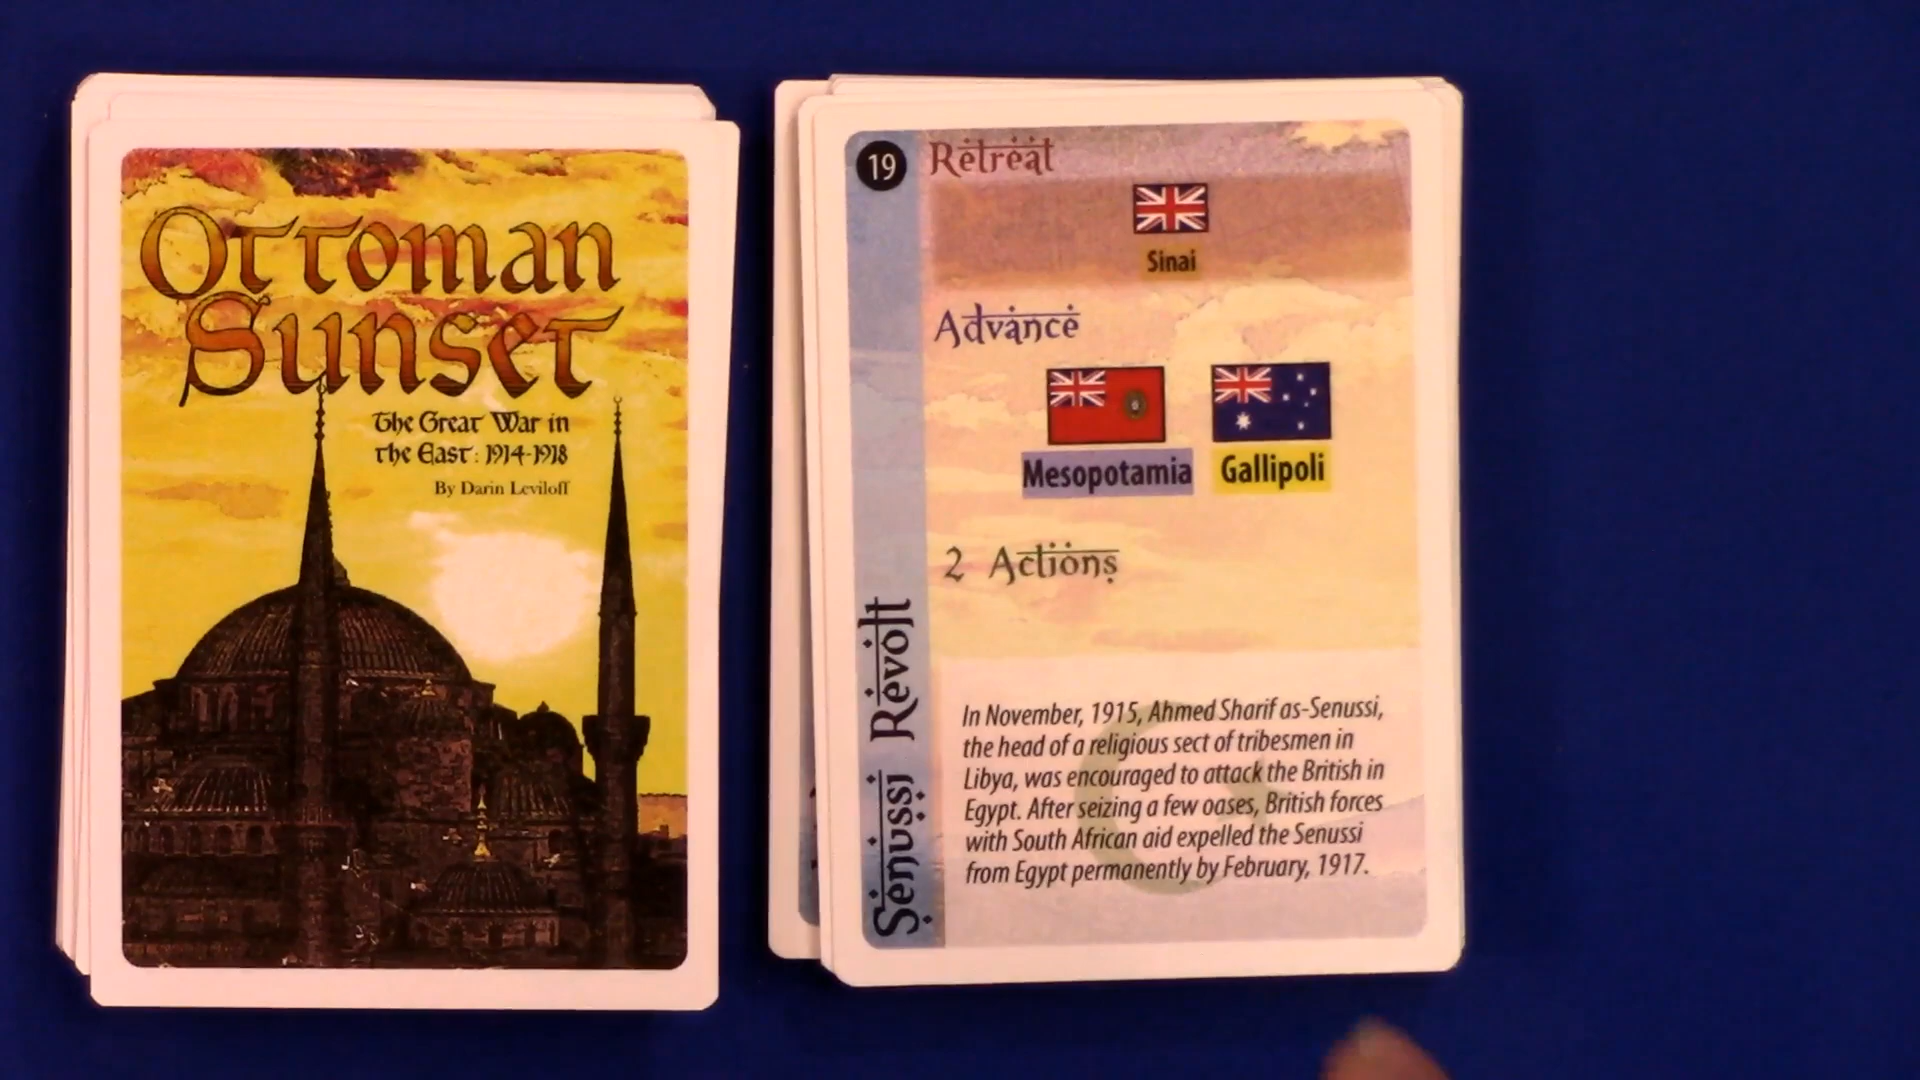 Ottoman
Sunset
The Great War in
the East: 1914-1918
By Darin Leviloff
19
Retreat
Sinai
Advance
Mesopotamia
Gallipoli
2 Actions
Senussi Revolt
In November, 1915, Ahmed Sharif as-Senussi,
the head of a religious sect of tribesmen in
Libya, was encouraged to attack the British in
Egypt. After seizing a few oases, British forces
with South African aid expelled the Senussi
from Egypt permanently by February, 1917.